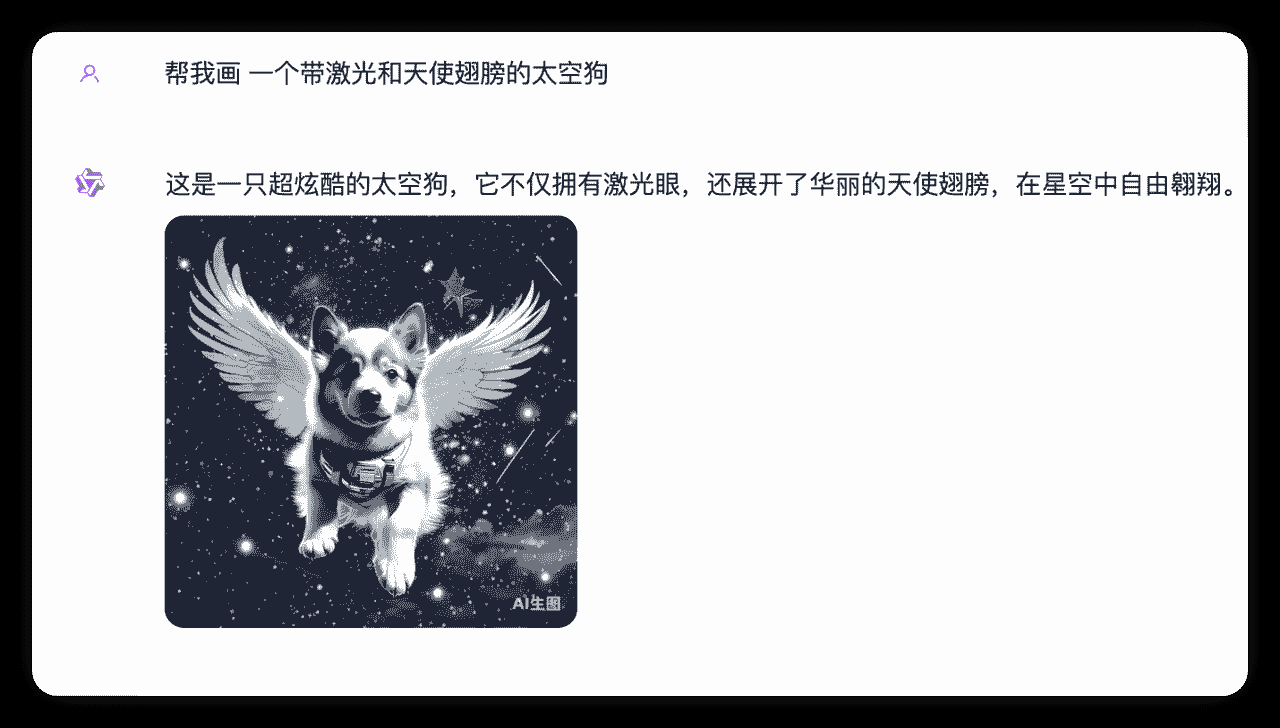 帮我画 一个带激光和天使翅膀的太空狗
这是一只超炫酷的太空狗，它不仅拥有激光眼，还展开了华丽的天使翅膀，在星空中自由翱翔。
AI生图